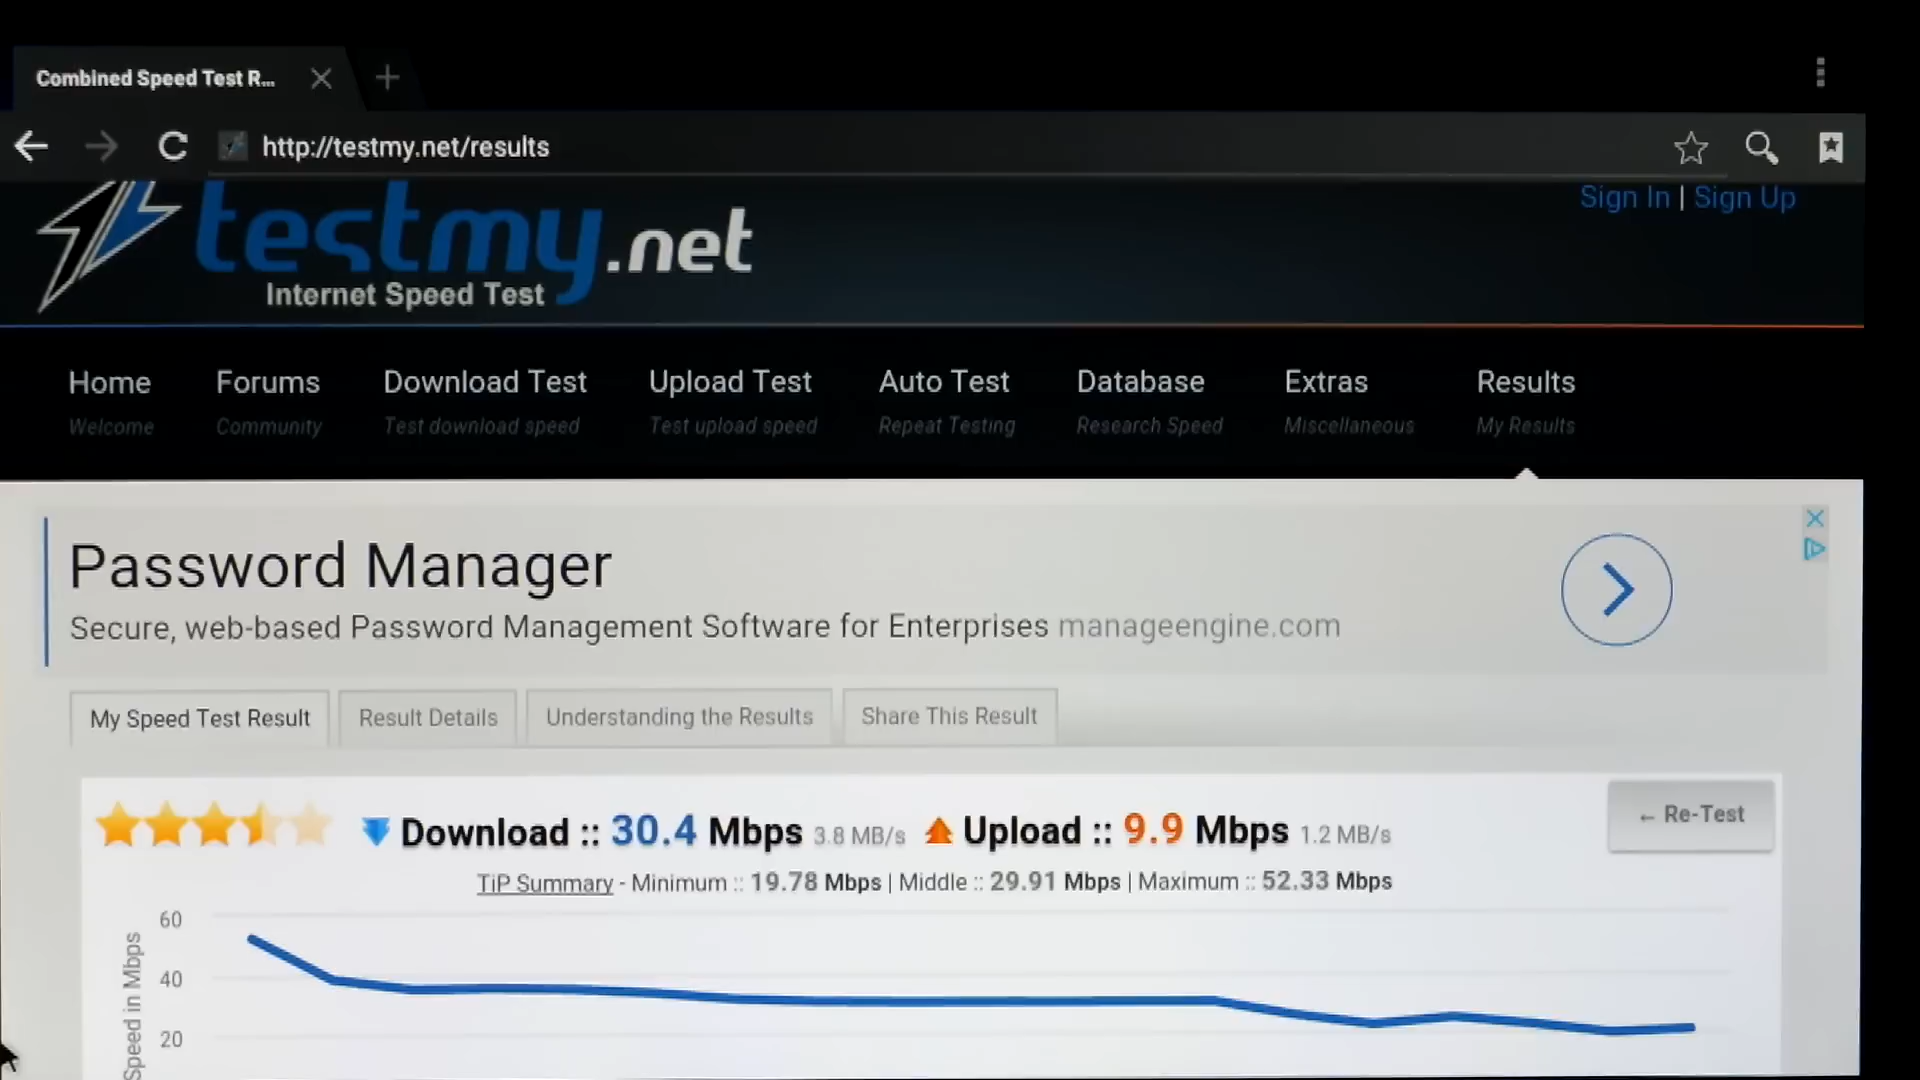 Combined Speed Test R...
http://testmy.net/results
Sign In | Sign Up
testmy.net
Internet Speed Test
Home Forums Download Test Upload Test Auto Test Database Extras Results
Welcome Community Test download speed Test upload speed Repeat Testing Research Speed Miscellaneous My Results
Password Manager
Secure, web-based Password Management Software for Enterprises manageengine.com
My Speed Test Result Result Details Understanding the Results Share This Result
Download :: 30.4 Mbps 3.8 MB/s Upload :: 9.9 Mbps 1.2 MB/s ← Re-Test
TiP Summary - Minimum :: 19.78 Mbps | Middle :: 29.91 Mbps | Maximum :: 52.33 Mbps
60
40
20
Speed in Mbps